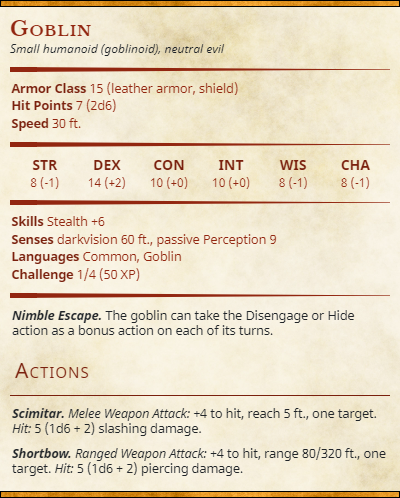 Goblin
Small humanoid (goblinoid), neutral evil
Armor Class 15 (leather armor, shield)
Hit Points 7 (2d6)
Speed 30 ft.
STR DEX CON INT WIS CHA
8 (-1) 14 (+2) 10 (+0) 10 (+0) 8 (-1) 8 (-1)
Skills Stealth +6
Senses darkvision 60 ft., passive Perception 9
Languages Common, Goblin
Challenge 1/4 (50 XP)
Nimble Escape. The goblin can take the Disengage or Hide
action as a bonus action on each of its turns.
Actions
Scimitar. Melee Weapon Attack: +4 to hit, reach 5 ft., one target.
Hit: 5 (1d6 + 2) slashing damage.
Shortbow. Ranged Weapon Attack: +4 to hit, range 80/320 ft., one
target. Hit: 5 (1d6 + 2) piercing damage.